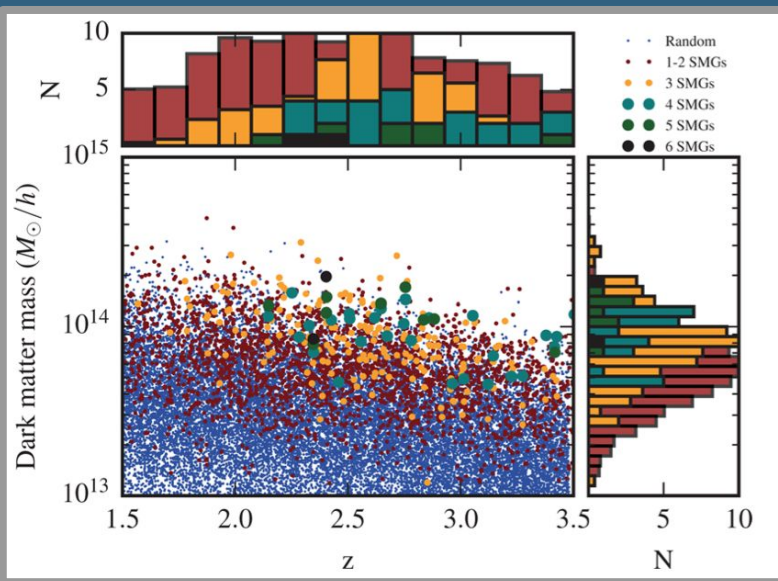 10
5
N
Random
1-2 SMGs
3 SMGs
4 SMGs
5 SMGs
6 SMGs
10^15
10^14
10^13
Dark matter mass (M⊙/h)
1.5 2.0 2.5 3.0 3.5
z
5 10
N